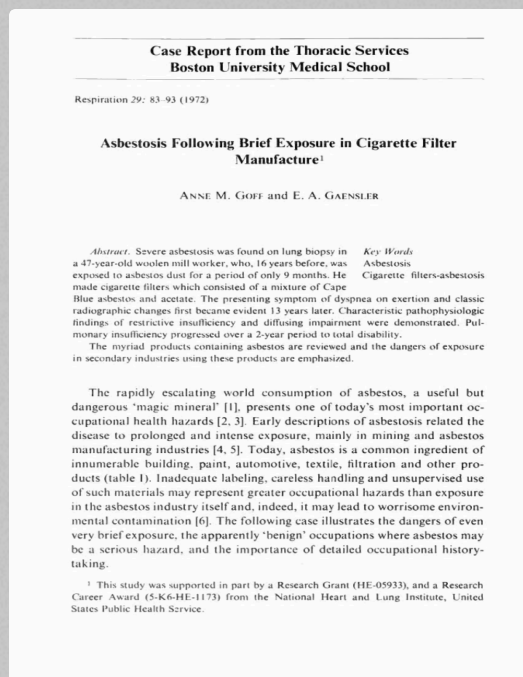 Case Report from the Thoracic Services
Boston University Medical School
Respiration 29: 83–93 (1972)
Asbestosis Following Brief Exposure in Cigarette Filter
Manufacture¹
ANNE M. GOFF and E. A. GAENSLER
Abstract. Severe asbestosis was found on lung biopsy in
a 47-year-old woolen mill worker, who, 16 years before, was
exposed to asbestos dust for a period of only 9 months. He
made cigarette filters which consisted of a mixture of Cape
Blue asbestos and acetate. The presenting symptom of dyspnea on exertion and classic
radiographic changes first became evident 13 years later. Characteristic pathophysiologic
findings of restrictive insufficiency and diffusing impairment were demonstrated. Pul-
monary insufficiency progressed over a 2-year period to total disability.
The myriad products containing asbestos are reviewed and the dangers of exposure
in secondary industries using these products are emphasized.
Key Words
Asbestosis
Cigarette filters-asbestosis
The rapidly escalating world consumption of asbestos, a useful but
dangerous 'magic mineral' [1], presents one of today's most important oc-
cupational health hazards [2, 3]. Early descriptions of asbestosis related the
disease to prolonged and intense exposure, mainly in mining and asbestos
manufacturing industries [4, 5]. Today, asbestos is a common ingredient of
innumerable building, paint, automotive, textile, filtration and other pro-
ducts (table I). Inadequate labeling, careless handling and unsupervised use
of such materials may represent greater occupational hazards than exposure
in the asbestos industry itself and, indeed, it may lead to worrisome environ-
mental contamination [6]. The following case illustrates the dangers of even
very brief exposure, the apparently 'benign' occupations where asbestos may
be a serious hazard, and the importance of detailed occupational history-
taking.
¹ This study was supported in part by a Research Grant (HE-05933), and a Research
Career Award (5-K6-HE-1173) from the National Heart and Lung Institute, United
States Public Health Service.